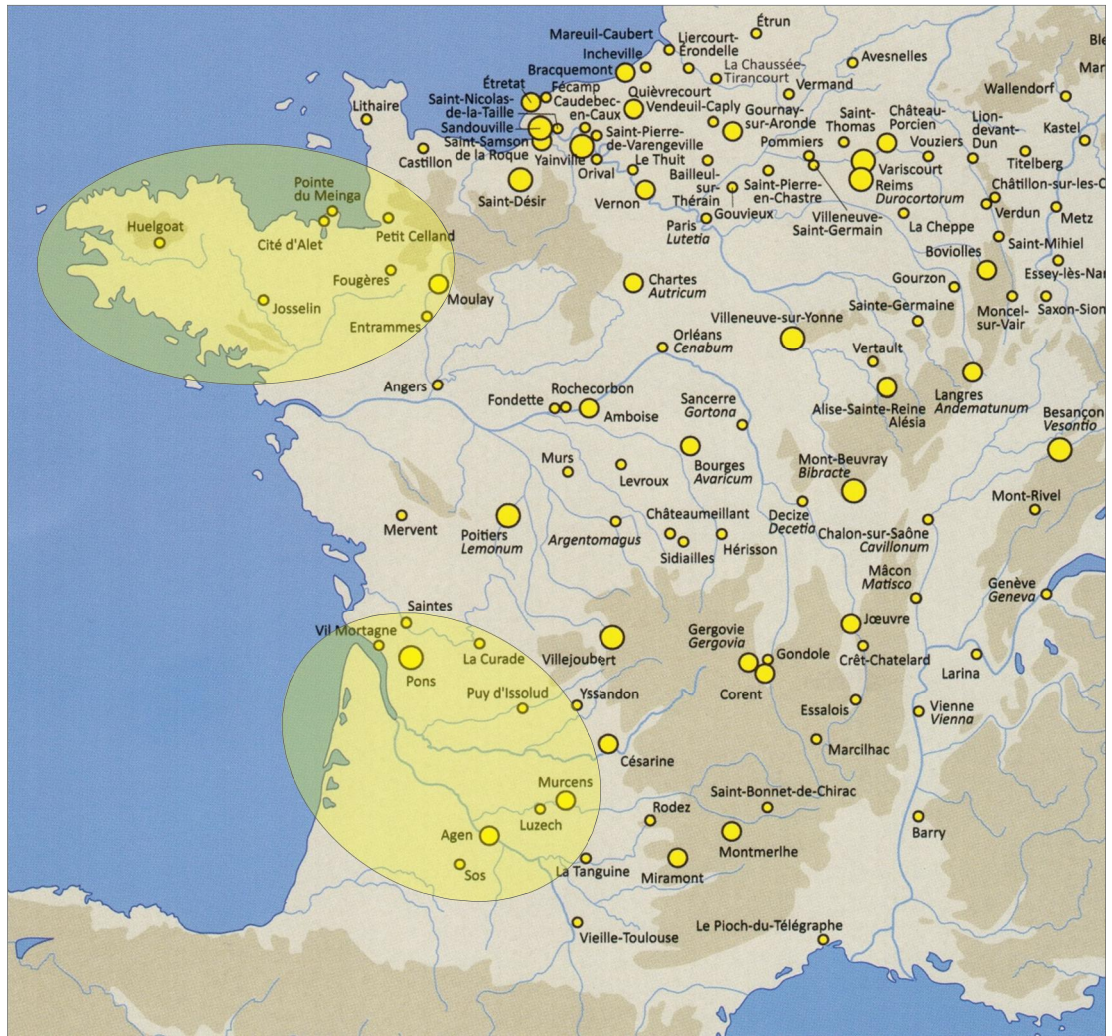 Étrun
Mareuil-Caubert
Liercourt-
Érondelle
Incheville
Bracquemont
La Chaussée-
Tirancourt
Avesnelles
Étretat
Fécamp
Quièvrecourt
Vermand
Wallendorf
Lithaire
Saint-Nicolas-
de-la-Taille
Caudebec-
en-Caux
Vendeuil-Caply
Gournay-
sur-Aronde
Saint-
Thomas
Château-
Porcien
Lion-
devant-
Dun
Kastel
Sandouville
Saint-Samson
de la Roque
Saint-Pierre-
de-Varengeville
Pommiers
Vouziers
Castillon
Yainville
Orival
Le Thuit
Bailleul-
sur-
Thérain
Variscourt
Titelberg
Saint-Désir
Vernon
Saint-Pierre-
en-Chastre
Reims
Durocortorum
Châtillon-sur-les-C
Pointe
du Meinga
Gouvieux
Villeneuve-
Saint-Germain
La Cheppe
Verdun
Metz
Huelgoat
Cité d'Alet
Petit Celland
Paris
Lutetia
Boviolles
Saint-Mihiel
Essey-lès-Nan
Fougères
Moulay
Chartes
Autricum
Gourzon
Josselin
Entrammes
Villeneuve-sur-Yonne
Sainte-Germaine
Moncel-
sur-Vair
Saxon-Sion
Orléans
Cenabum
Vertault
Angers
Fondette
Rochecorbon
Amboise
Sancerre
Gortona
Alise-Sainte-Reine
Alésia
Langres
Andematunum
Besançon
Vesontio
Murs
Levroux
Bourges
Avaricum
Mont-Beuvray
Bibracte
Mont-Rivel
Mervent
Poitiers
Lemonum
Argentomagus
Châteaumeillant
Sidiailles
Hérisson
Decize
Decetia
Chalon-sur-Saône
Cavillonum
Mâcon
Matisco
Genève
Geneva
Saintes
Vil Mortagne
La Curade
Villejoubert
Gergovie
Gergovia
Gondole
Jœuvre
Crêt-Chatelard
Larina
Pons
Puy d'Issolud
Yssandon
Corent
Essalois
Vienne
Vienna
Césarine
Marcilhac
Murcens
Luzech
Rodez
Saint-Bonnet-de-Chirac
Agen
Barry
Sos
La Tanguine
Miramont
Montmerlhe
Vieille-Toulouse
Le Pioch-du-Télégraphe